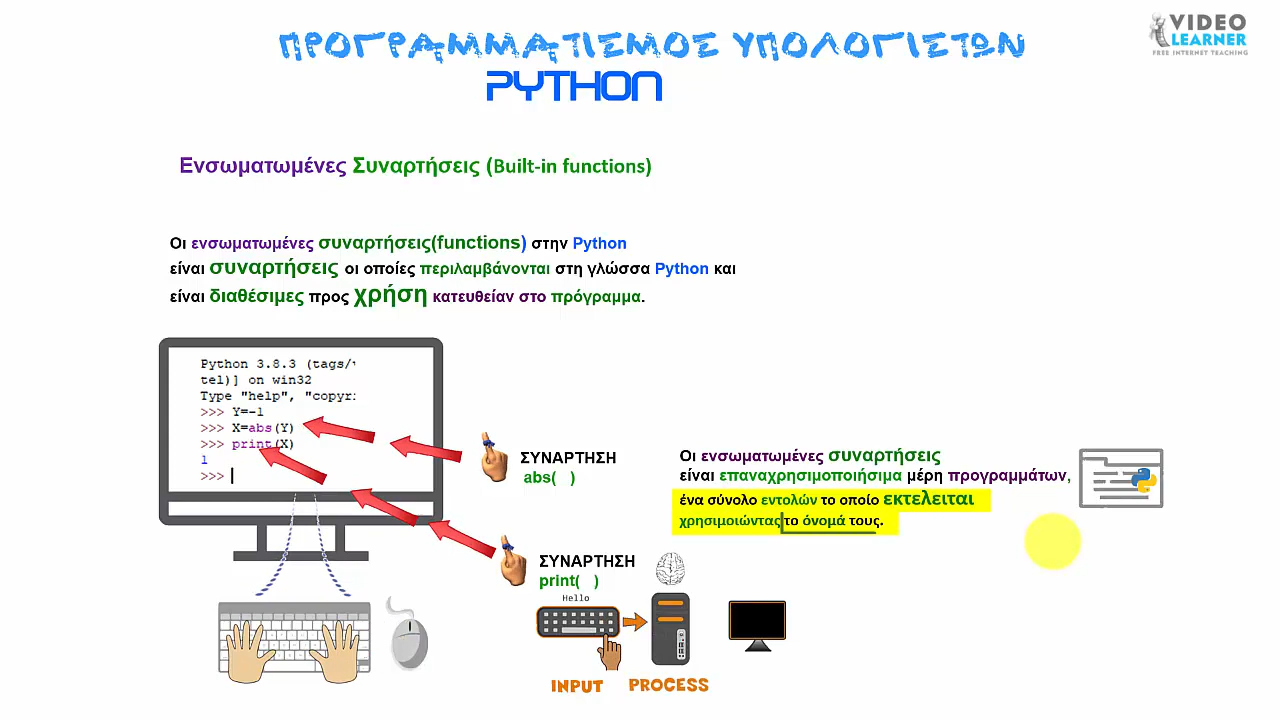 ΠΡΟΓΡΑΜΜΑΤΙΣΜΟΣ ΥΠΟΛΟΓΙΣΤΩΝ
PYTHON
VIDEO
LEARNER
FREE INTERNET TEACHING
Ενσωματωμένες Συναρτήσεις (Built-in functions)
Οι ενσωματωμένες συναρτήσεις(functions) στην Python
είναι συναρτήσεις οι οποίες περιλαμβάνονται στη γλώσσα Python και
είναι διαθέσιμες προς χρήση κατευθείαν στο πρόγραμμα.
Python 3.8.3 (tags/
tel)] on win32
Type "help", "copyr
>>> Y=-1
>>> X=abs(Y)
>>> print(X)
1
>>>
ΣΥΝΑΡΤΗΣΗ
abs( )
Οι ενσωματωμένες συναρτήσεις
είναι επαναχρησιμοποιήσιμα μέρη προγραμμάτων,
ένα σύνολο εντολών το οποίο εκτελειται
χρησιμοιώντας το όνομά τους.
ΣΥΝΑΡΤΗΣΗ
print( )
Hello
INPUT PROCESS